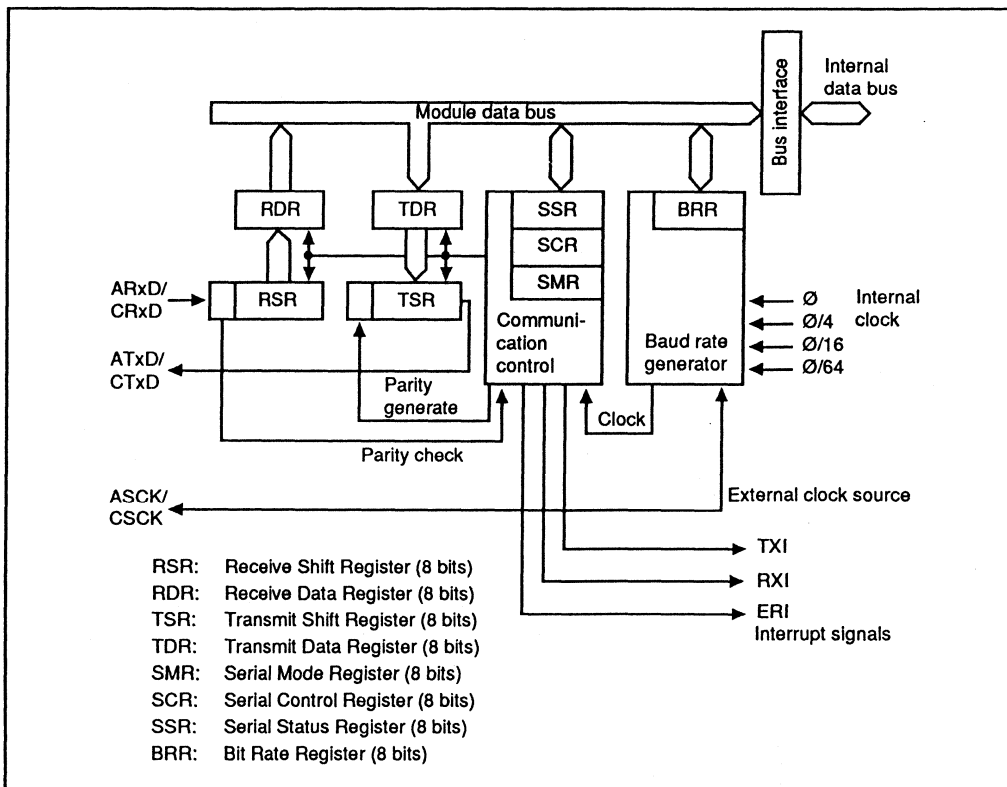 Internal
data bus
Bus interface
Module data bus
RDR
TDR
SSR
BRR
SCR
SMR
ARxD/
CRxD
RSR
TSR
Communi-
cation
control
Baud rate
generator
Ø
Ø/4
Ø/16
Ø/64
Internal
clock
ATxD/
CTxD
Parity
generate
Clock
Parity check
ASCK/
CSCK
External clock source
TXI
RXI
ERI
Interrupt signals
RSR: Receive Shift Register (8 bits)
RDR: Receive Data Register (8 bits)
TSR: Transmit Shift Register (8 bits)
TDR: Transmit Data Register (8 bits)
SMR: Serial Mode Register (8 bits)
SCR: Serial Control Register (8 bits)
SSR: Serial Status Register (8 bits)
BRR: Bit Rate Register (8 bits)